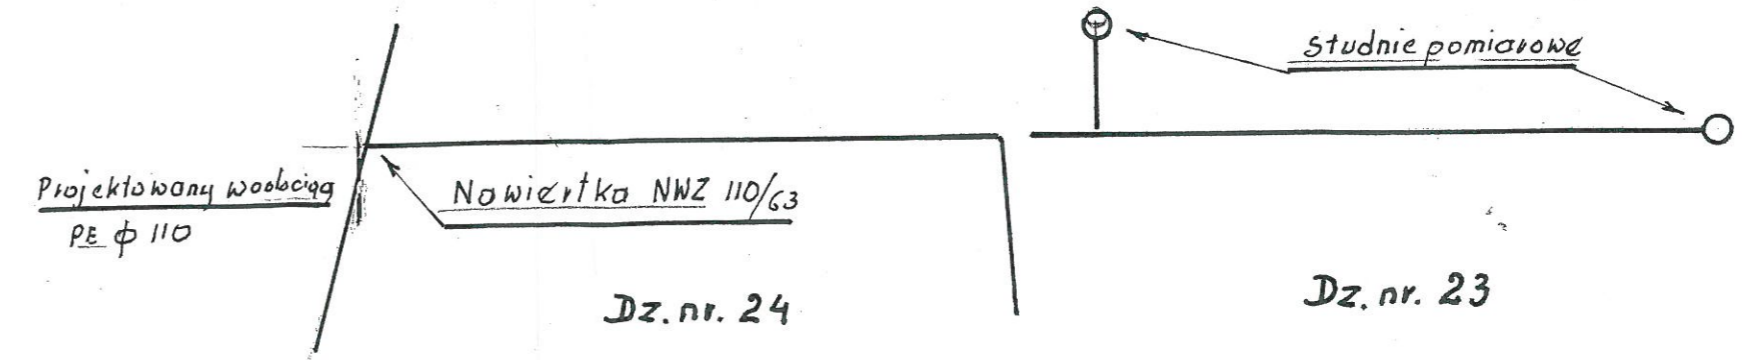 studnie pomiarowe
Projektowany wodociąg
PE ϕ 110
Nawiertka NWZ 110/63
Dz. nr. 24
Dz. nr. 23